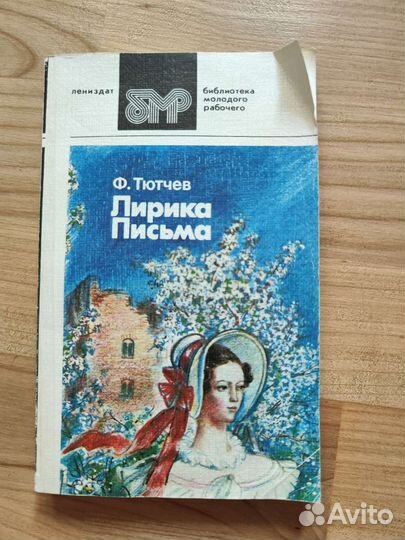 лениздат
БМР
библиотека
молодого
рабочего
Ф. Тютчев
Лирика
Письма
Avito